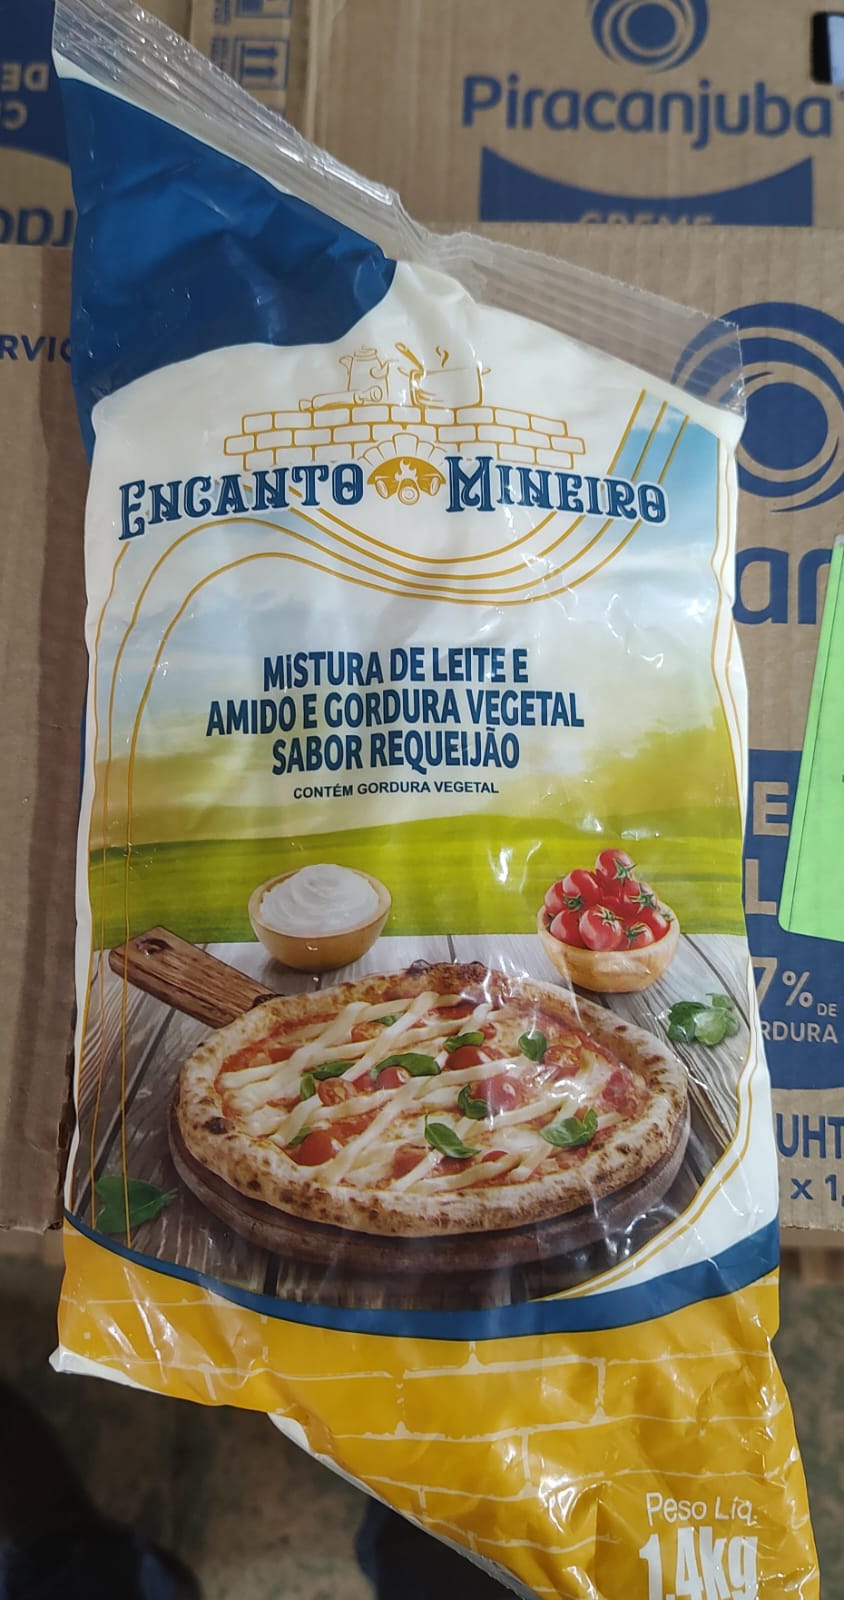 Piracanjuba
CREME
ENCANTO MINEIRO
MISTURA DE LEITE E
AMIDO E GORDURA VEGETAL
SABOR REQUEIJÃO
CONTÉM GORDURA VEGETAL
7% DE
UHT
Peso Líq.
1,4kg